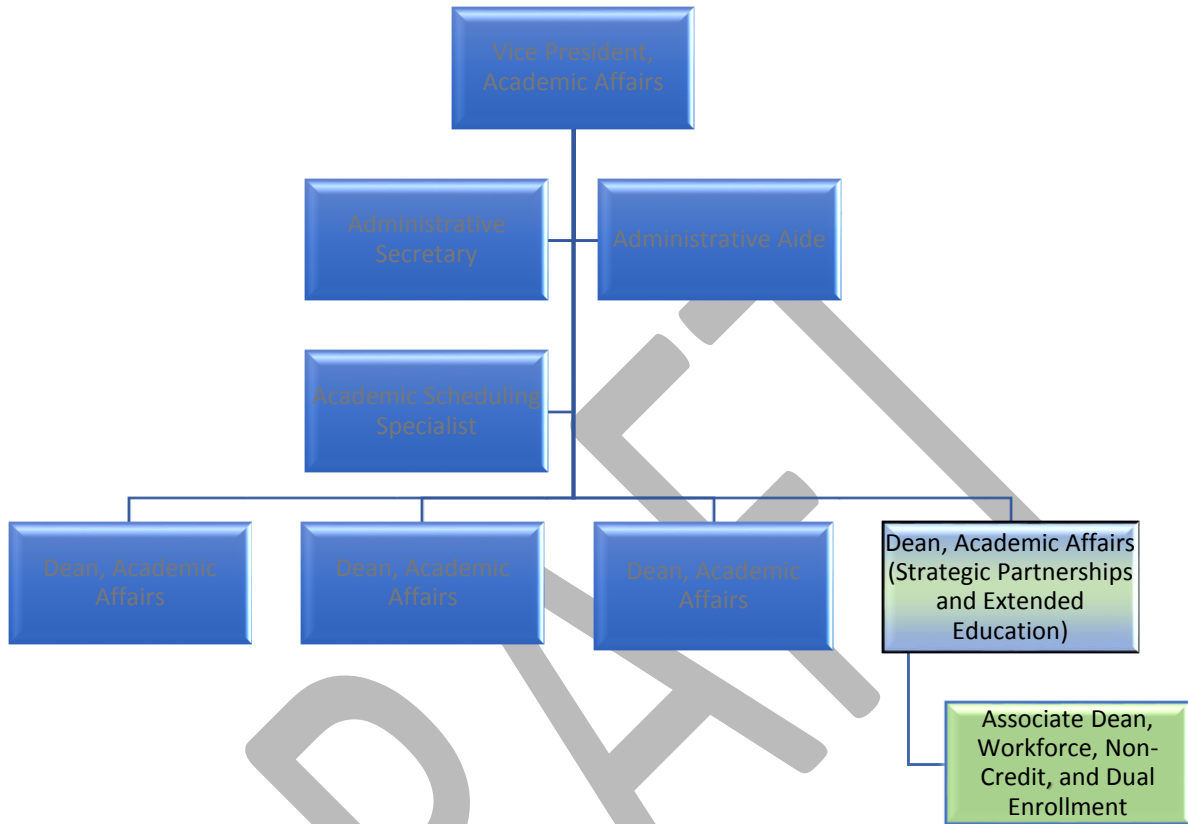 Vice President,
Academic Affairs
Administrative
Secretary
Administrative Aide
Academic Scheduling
Specialist
Dean, Academic
Affairs
Dean, Academic
Affairs
Dean, Academic
Affairs
Dean, Academic Affairs
(Strategic Partnerships
and Extended
Education)
Associate Dean,
Workforce, Non-
Credit, and Dual
Enrollment
DRAFT